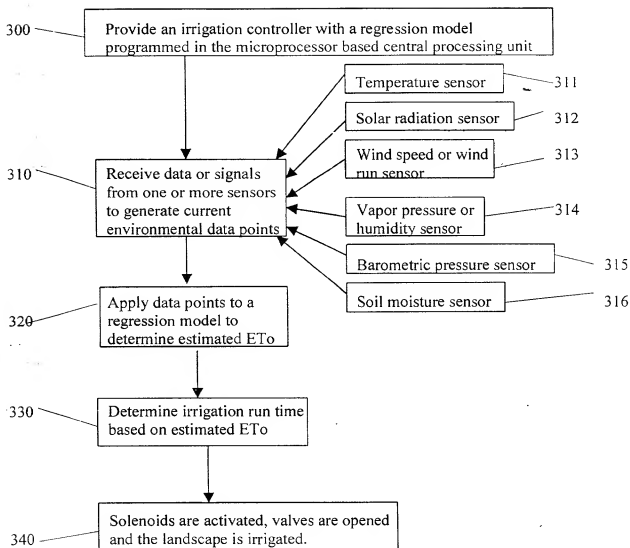 300
Provide an irrigation controller with a regression model
programmed in the microprocessor based central processing unit
Temperature sensor
311
Solar radiation sensor
312
Wind speed or wind
run sensor
313
310
Receive data or signals
from one or more sensors
to generate current
environmental data points
Vapor pressure or
humidity sensor
314
Barometric pressure sensor
315
Soil moisture sensor
316
320
Apply data points to a
regression model to
determine estimated ETo
330
Determine irrigation run time
based on estimated ETo
340
Solenoids are activated, valves are opened
and the landscape is irrigated.